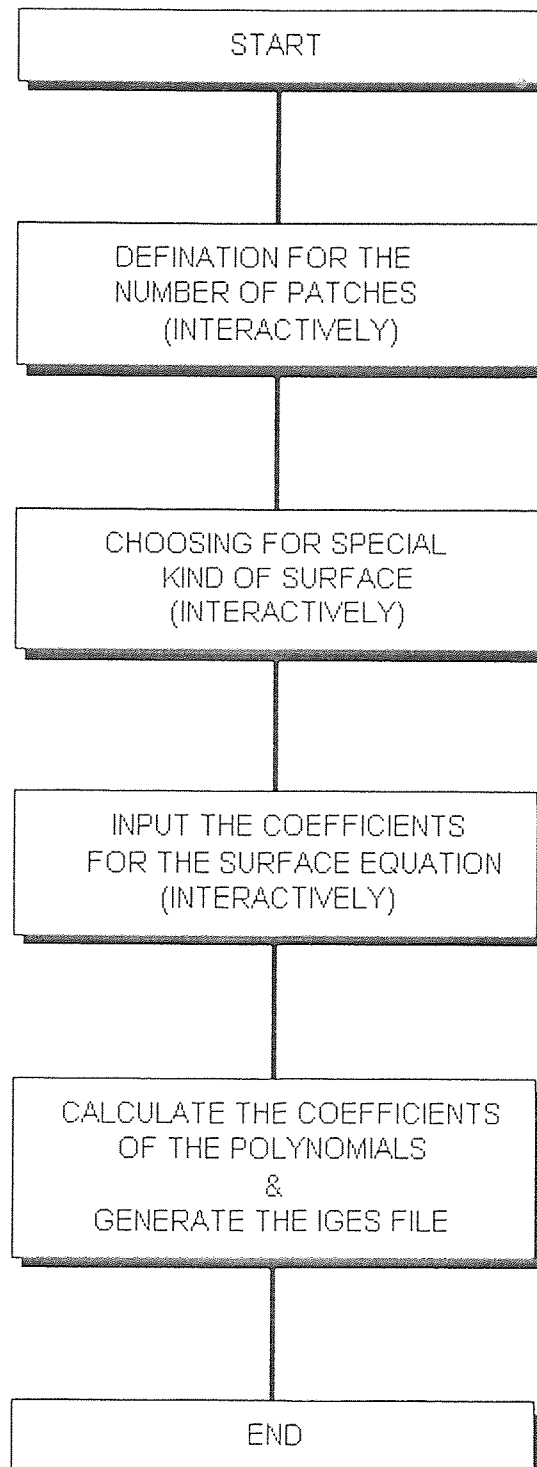 START
DEFINATION FOR THE
NUMBER OF PATCHES
(INTERACTIVELY)
CHOOSING FOR SPECIAL
KIND OF SURFACE
(INTERACTIVELY)
INPUT THE COEFFICIENTS
FOR THE SURFACE EQUATION
(INTERACTIVELY)
CALCULATE THE COEFFICIENTS
OF THE POLYNOMIALS
&
GENERATE THE IGES FILE
END